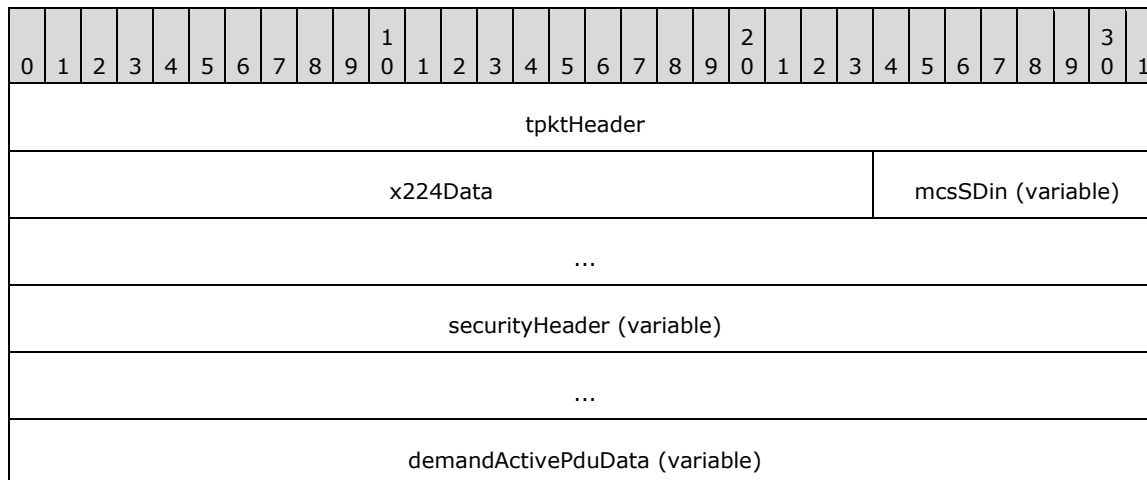 1 2 3
0 1 2 3 4 5 6 7 8 9 0 1 2 3 4 5 6 7 8 9 0 1 2 3 4 5 6 7 8 9 0 1
tpktHeader
x224Data mcsSDin (variable)
...
securityHeader (variable)
...
demandActivePduData (variable)